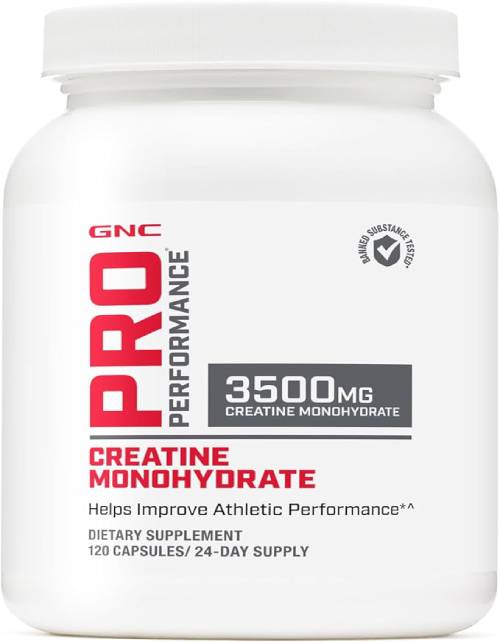 GNC
PRO
PERFORMANCE®
BANNED SUBSTANCE TESTED
3500MG
CREATINE MONOHYDRATE
CREATINE
MONOHYDRATE
Helps Improve Athletic Performance*^
DIETARY SUPPLEMENT
120 CAPSULES/ 24-DAY SUPPLY